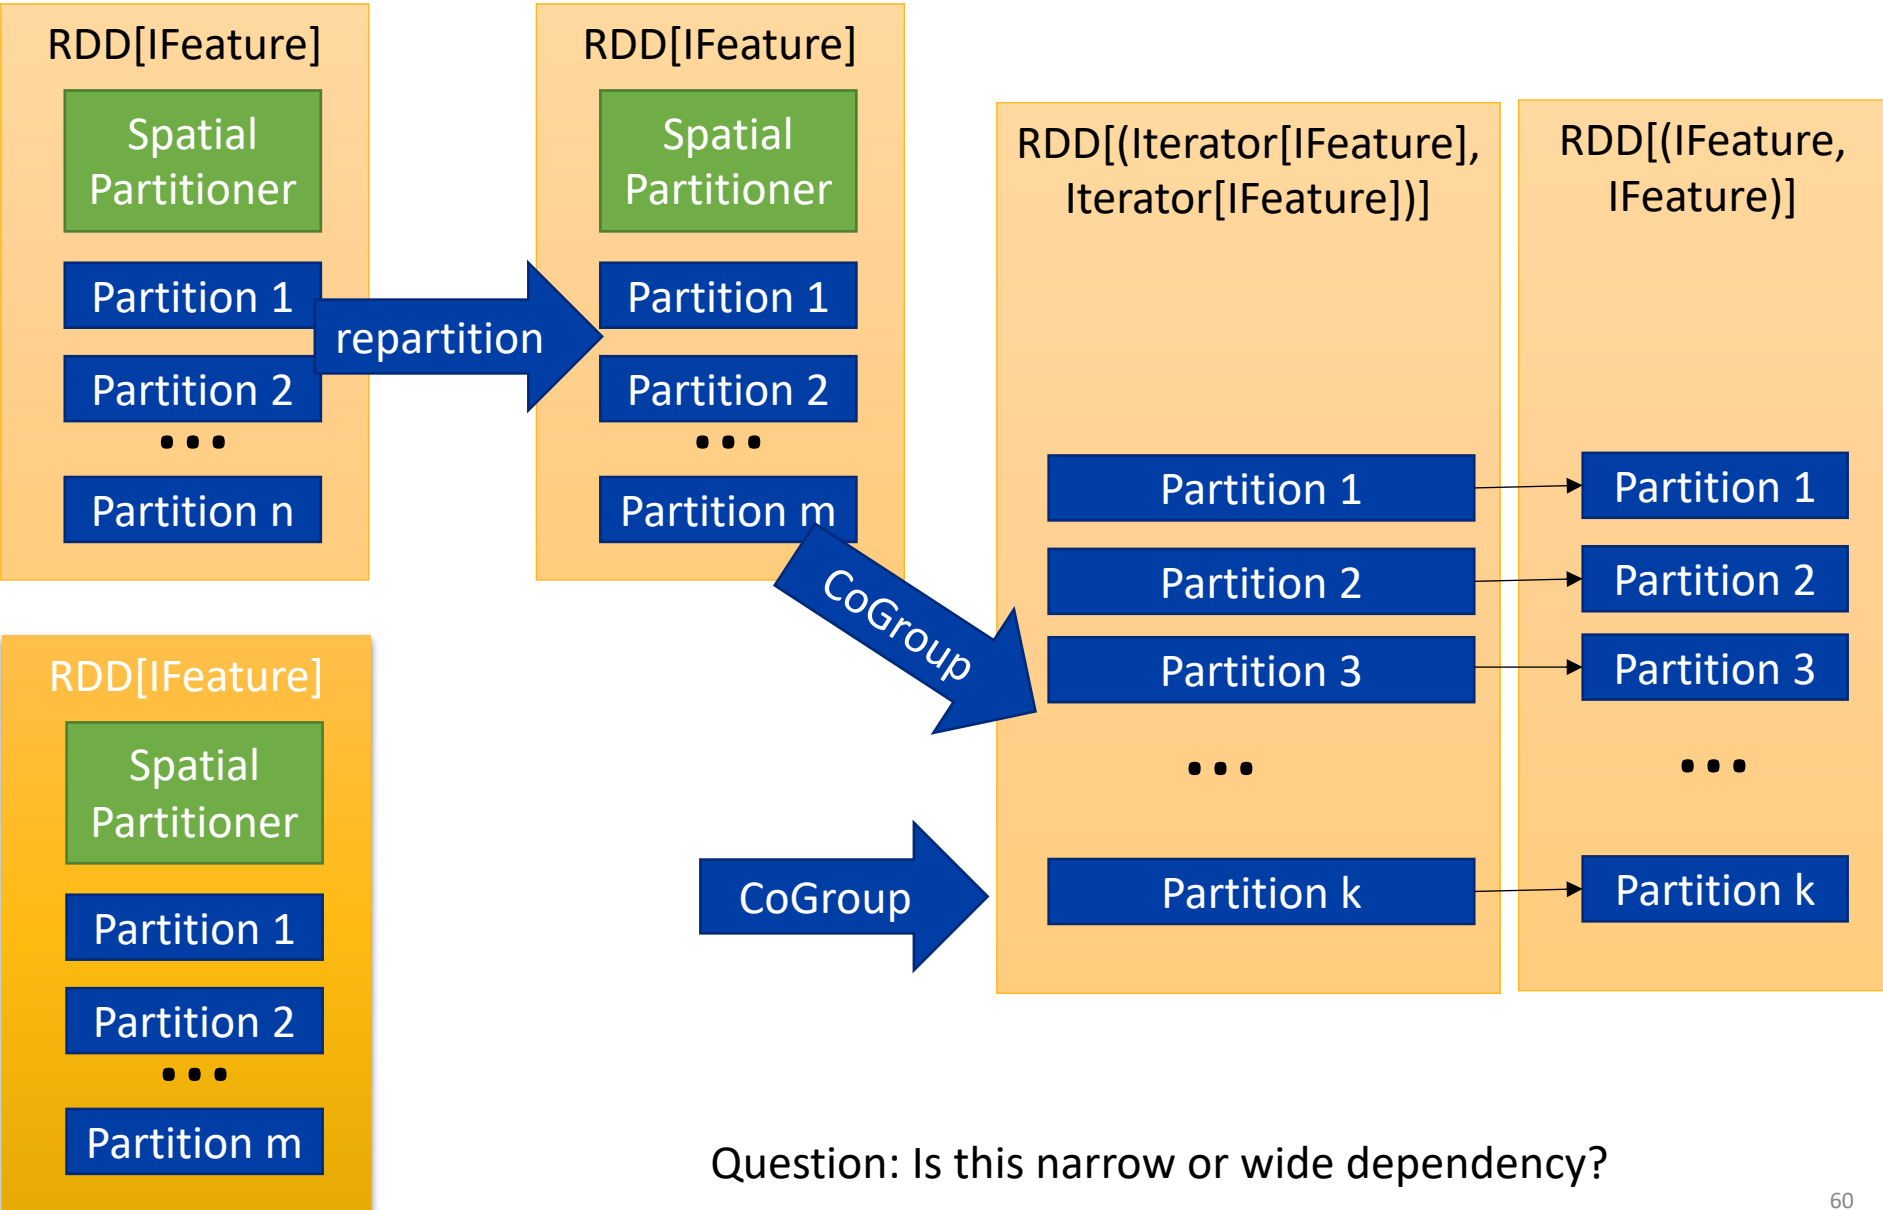 RDD[IFeature]
Spatial
Partitioner
Partition 1
Partition 2
...
Partition n
repartition
RDD[IFeature]
Spatial
Partitioner
Partition 1
Partition 2
...
Partition m
CoGroup
RDD[IFeature]
Spatial
Partitioner
Partition 1
Partition 2
...
Partition m
CoGroup
RDD[(Iterator[IFeature],
Iterator[IFeature])]
Partition 1
Partition 2
Partition 3
...
Partition k
RDD[(IFeature,
IFeature)]
Partition 1
Partition 2
Partition 3
...
Partition k
Question: Is this narrow or wide dependency?
60